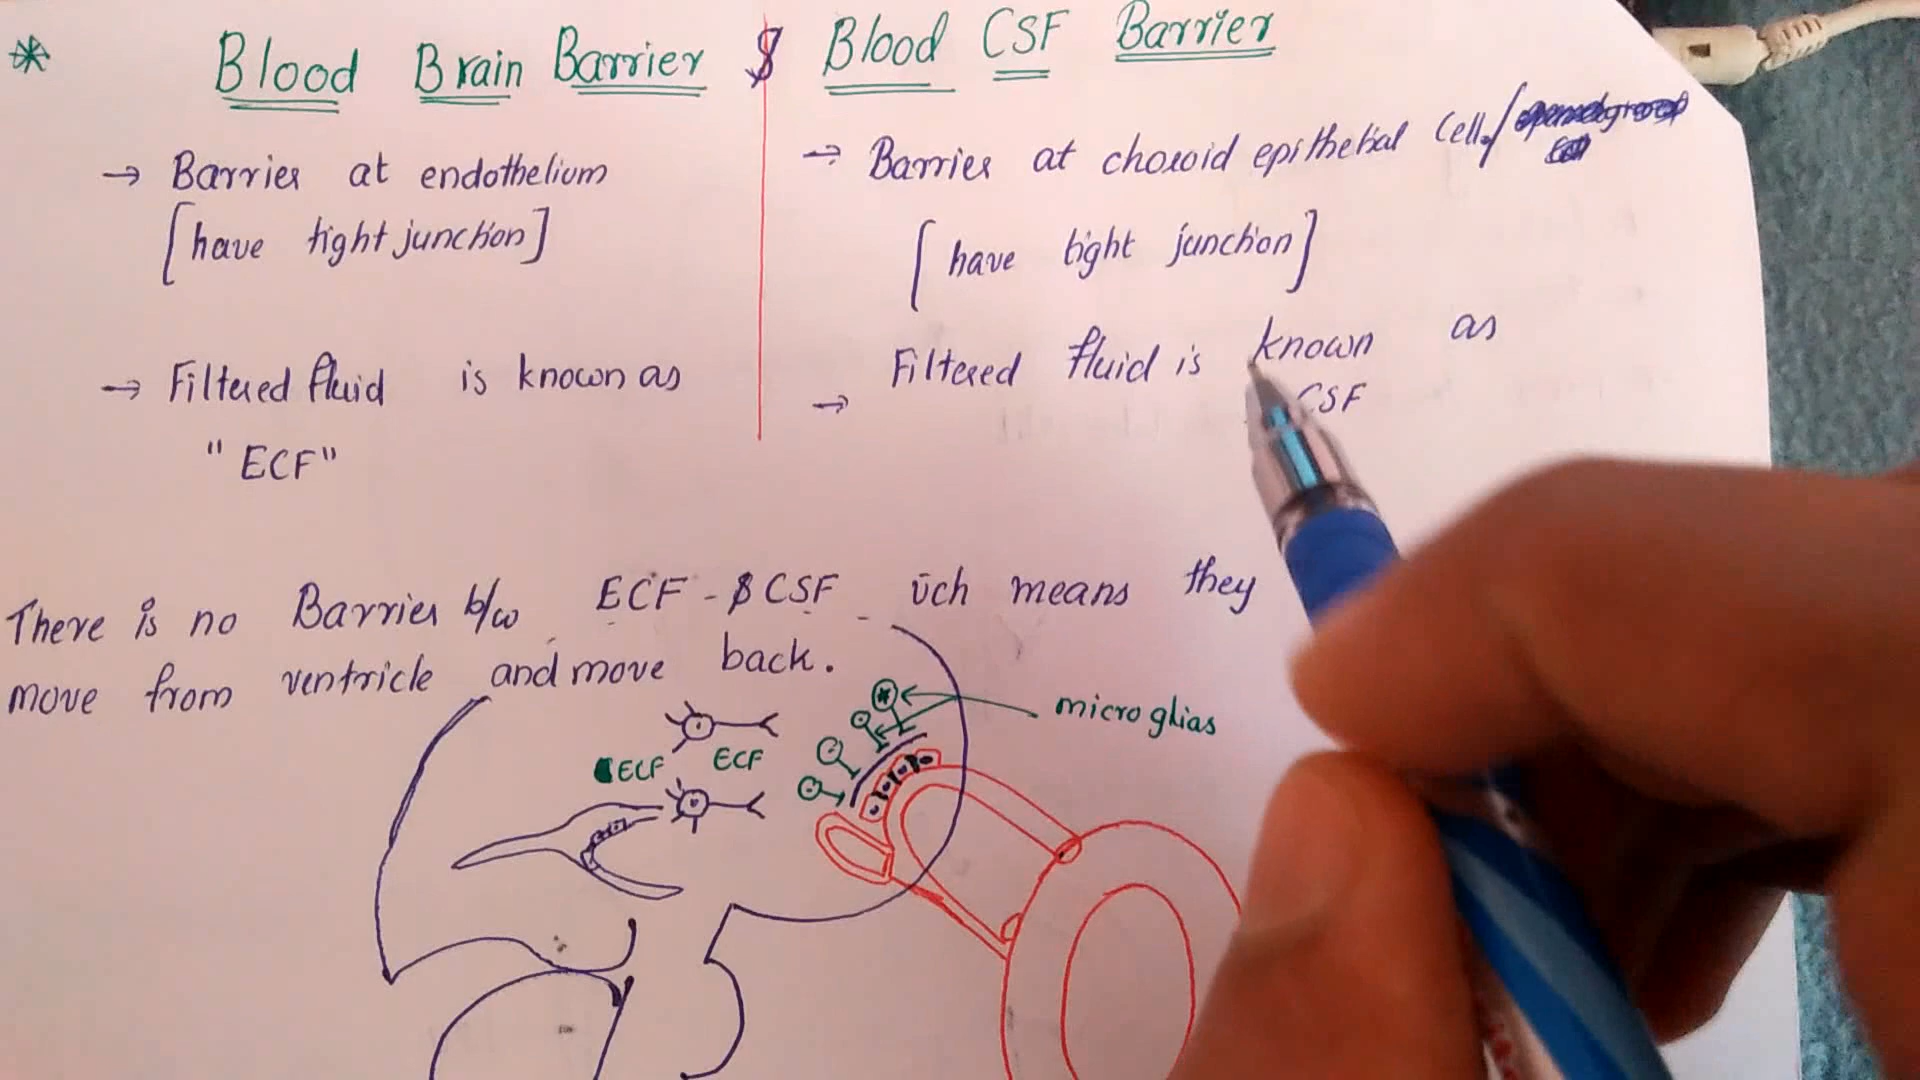 * Blood Brain Barrier & Blood CSF Barrier
→ Barrier at endothelium
[have tight junction]
→ Filtered fluid is known as
"ECF"
→ Barrier at choroid epithelial Cells/
[have tight junction]
→ Filtered fluid is known as
CSF
There is no Barrier b/w ECF - & CSF üch means they
move from ventricle and move back.
micro glias
ECF ECF